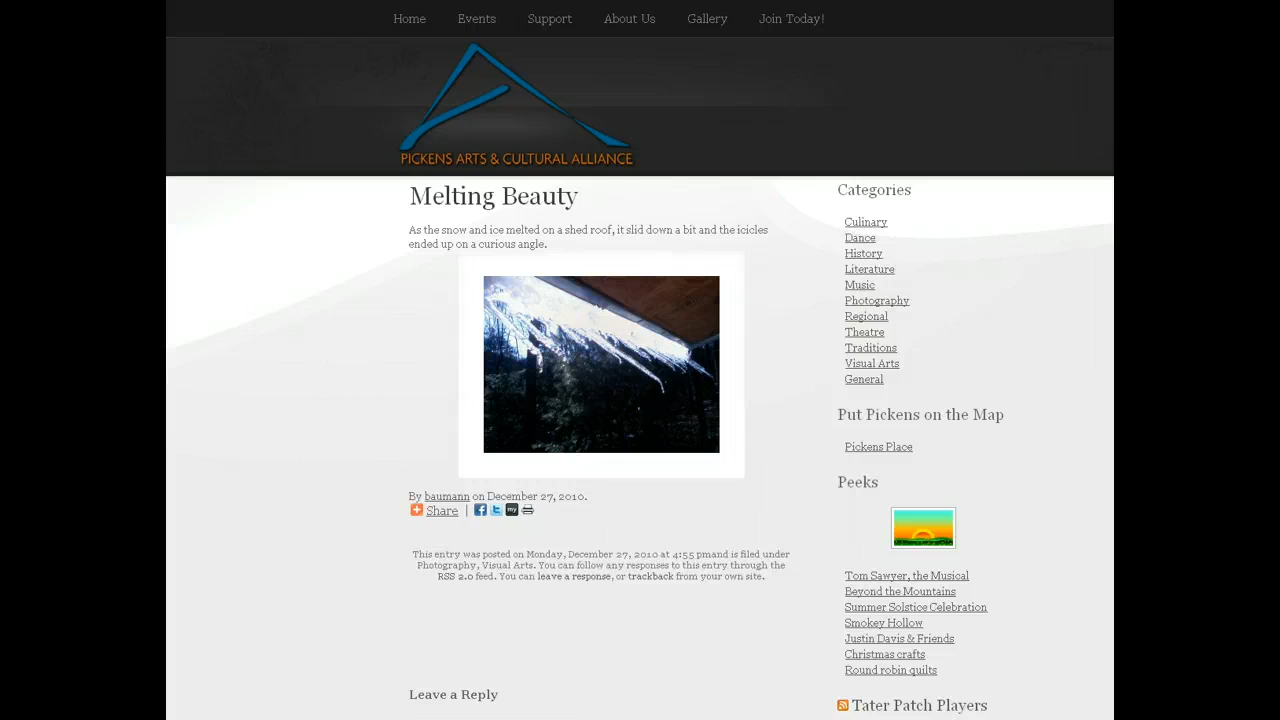 Home Events Support About Us Gallery Join Today!
PICKENS ARTS & CULTURAL ALLIANCE
Melting Beauty
As the snow and ice melted on a shed roof, it slid down a bit and the icicles
ended up on a curious angle.
By baumann on December 27, 2010.
Share |
my
This entry was posted on Monday, December 27, 2010 at 4:55 pmand is filed under
Photography, Visual Arts. You can follow any responses to this entry through the
RSS 2.0 feed. You can leave a response, or trackback from your own site.
Leave a Reply
Categories
Culinary
Dance
History
Literature
Music
Photography
Regional
Theatre
Traditions
Visual Arts
General
Put Pickens on the Map
Pickens Place
Peeks
Tom Sawyer, the Musical
Beyond the Mountains
Summer Solstice Celebration
Smokey Hollow
Justin Davis & Friends
Christmas crafts
Round robin quilts
Tater Patch Players